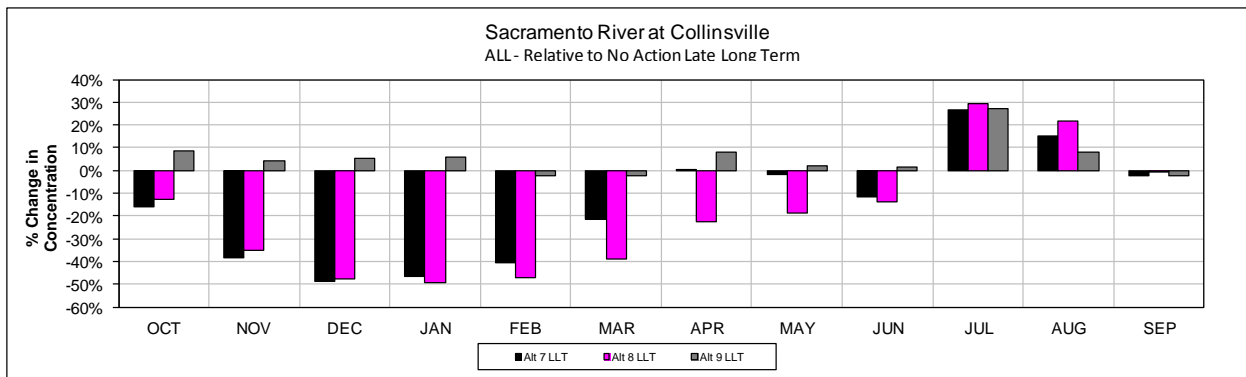 Sacramento River at Collinsville
ALL - Relative to No Action Late Long Term
% Change in
Concentration
40%
30%
20%
10%
0%
-10%
-20%
-30%
-40%
-50%
-60%
OCT NOV DEC JAN FEB MAR APR MAY JUN JUL AUG SEP
Alt 7 LLT Alt 8 LLT Alt 9 LLT